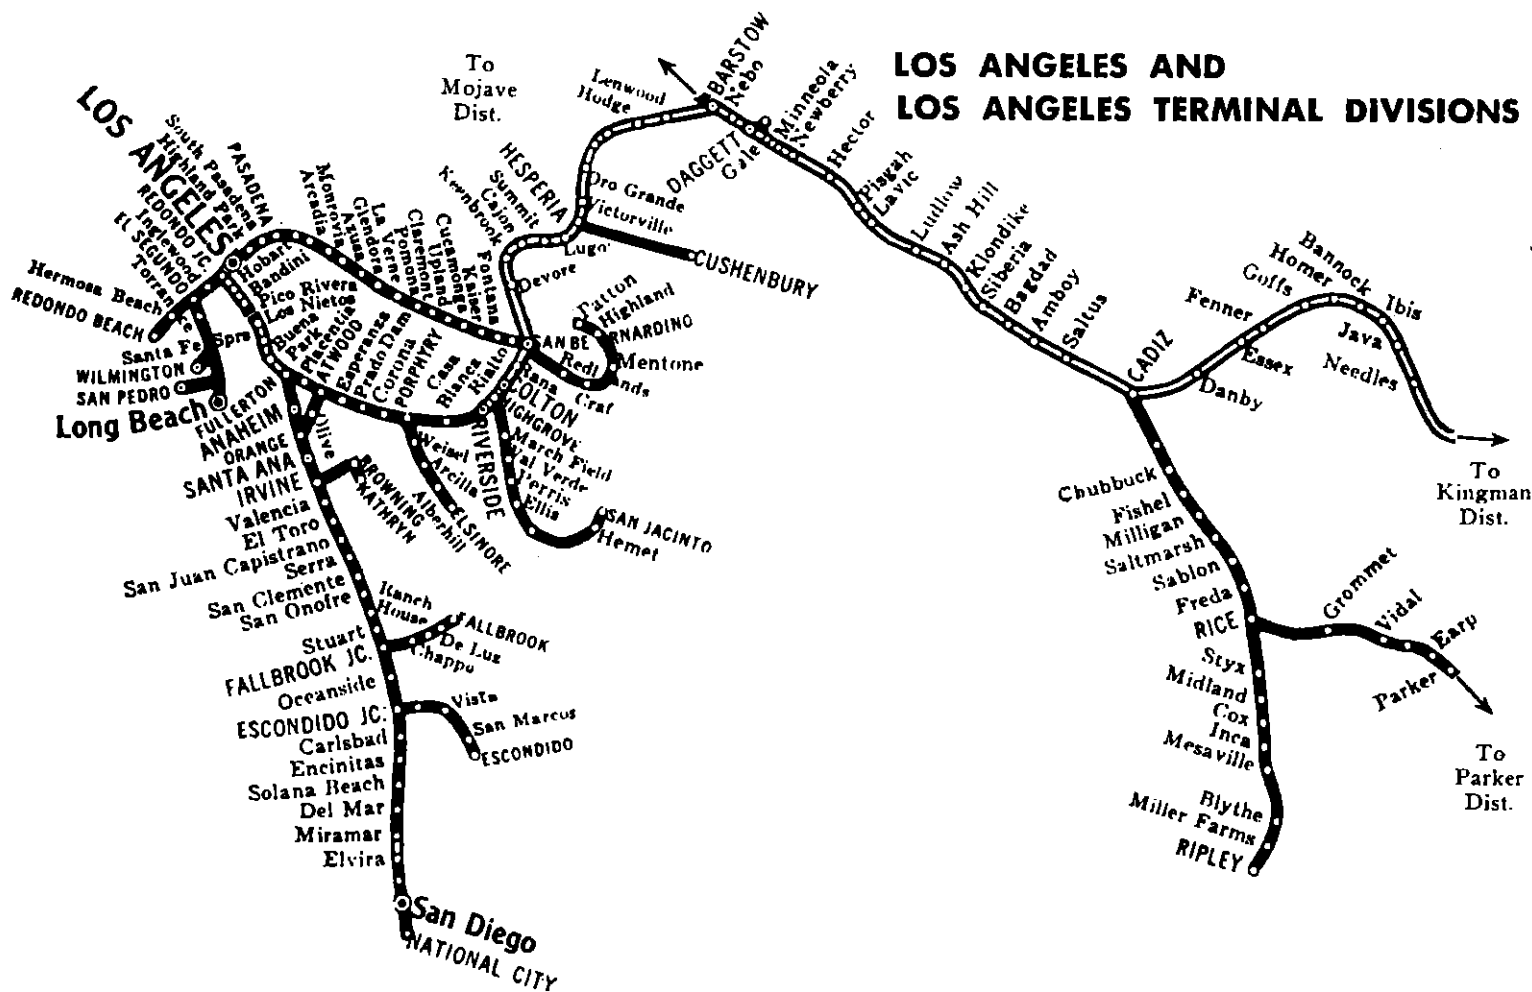 LOS ANGELES AND
LOS ANGELES TERMINAL DIVISIONS
To
Mojave
Dist.
BARSTOW
Nebo
Lenwood
Hodge
Minneola
Newberry
DAGGETT
Gale
Hector
Pisgah
Lavic
Ludlow
Ash Hill
Klondike
Siberia
Bagdad
Amboy
Saltus
CADIZ
Danby
Essex
Fenner
Goffs
Homer
Bannock
Ibis
Java
Needles
To
Kingman
Dist.
Oro Grande
Victorville
HESPERIA
CUSHENBURY
Lugo
Summit
Cajon
Keenbrook
Devore
LOS
ANGELES
South Pasadena
Highland Park
PASADENA
Arcadia
Monrovia
Azusa
Glendora
La
Verne
Pomona
Claremont
Upland
Cucamonga
Kaiser
Fontana
SAN BERNARDINO
Patton
Highland
Mentone
Redlands
Craf
Rana
COLTON
HIGHGROVE
Rialto
Casa
Blanca
RIVERSIDE
REDONDO JC.
Inglewood
EL SEGUNDO
Torrance
Hermosa Beach
REDONDO BEACH
Santa Fe Sprs
WILMINGTON
SAN PEDRO
Long Beach
Hobart
Bandini
Pico Rivera
Los Nietos
Buena
Park
Placentia
ATWOOD
Esperanza
Prado Dam
Corona
PORPHYRY
FULLERTON
ANAHEIM
ORANGE
Olive
SANTA ANA
IRVINE
BROWNING
KATHRYN
Weisel
Arcilla
Alberhill
ELSINORE
March Field
Val Verde
Perris
Ellis
SAN JACINTO
Hemet
Valencia
El Toro
San Juan Capistrano
Serra
San Clemente
San Onofre
Stuart
FALLBROOK JC.
Ranch
House
Chappo
De Luz
FALLBROOK
Oceanside
ESCONDIDO JC.
Vista
San Marcus
ESCONDIDO
Carlsbad
Encinitas
Solana Beach
Del Mar
Miramar
Elvira
San Diego
NATIONAL CITY
Chubbuck
Fishel
Milligan
Saltmarsh
Sablon
Freda
RICE
Grommet
Vidal
Earp
Parker
To
Parker
Dist.
Styx
Midland
Cox
Inca
Mesaville
Blythe
Miller Farms
RIPLEY